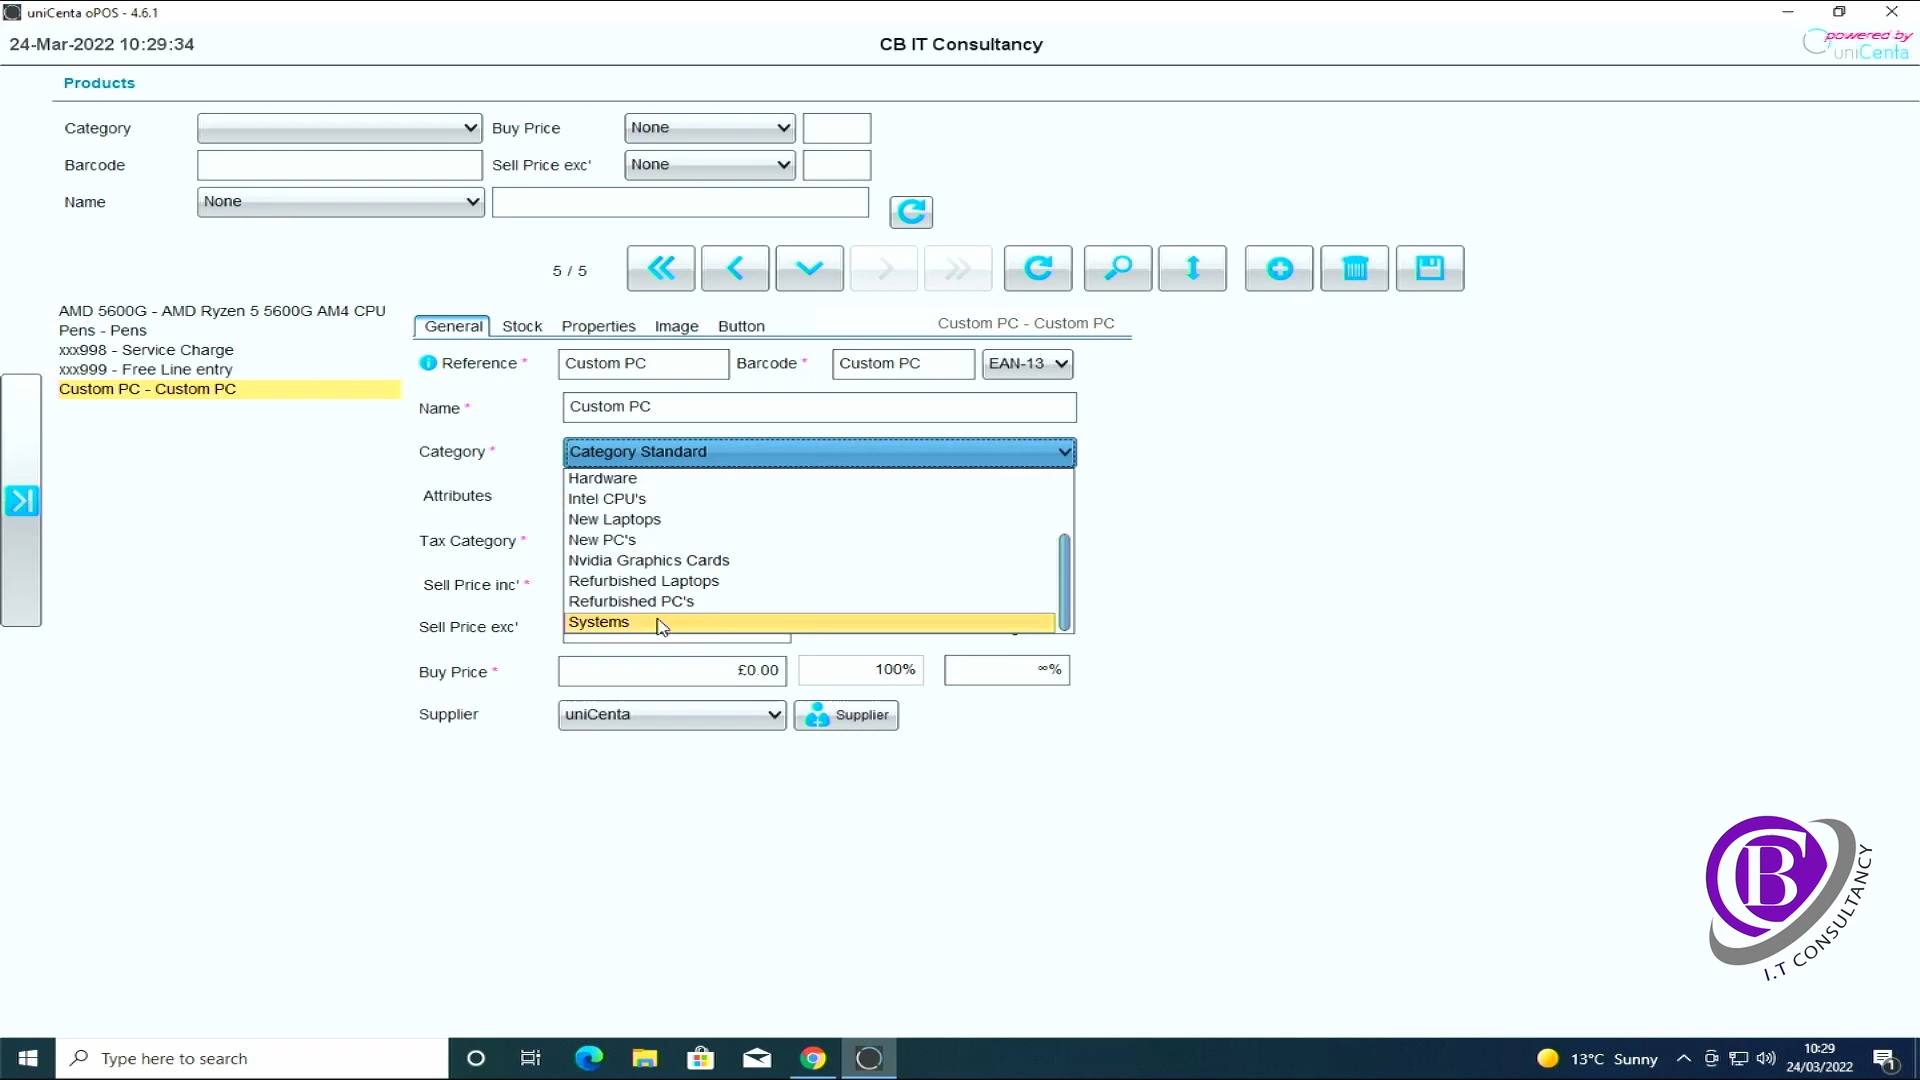 uniCenta oPOS - 4.6.1
24-Mar-2022 10:29:34
CB IT Consultancy
powered by
uniCenta
Products
Category
Buy Price
None
Barcode
Sell Price exc'
None
Name
None
5 / 5
AMD 5600G - AMD Ryzen 5 5600G AM4 CPU
Pens - Pens
xxx998 - Service Charge
xxx999 - Free Line entry
Custom PC - Custom PC
General
Stock
Properties
Image
Button
Custom PC - Custom PC
Reference *
Custom PC
Barcode *
Custom PC
EAN-13
Name *
Custom PC
Category *
Category Standard
Hardware
Intel CPU's
New Laptops
New PC's
Nvidia Graphics Cards
Refurbished Laptops
Refurbished PC's
Systems
Attributes
Tax Category *
Sell Price inc' *
Sell Price exc'
Buy Price *
£0.00
100%
∞%
Supplier
uniCenta
Supplier
CB
I.T CONSULTANCY
Type here to search
13°C Sunny
10:29
24/03/2022
1